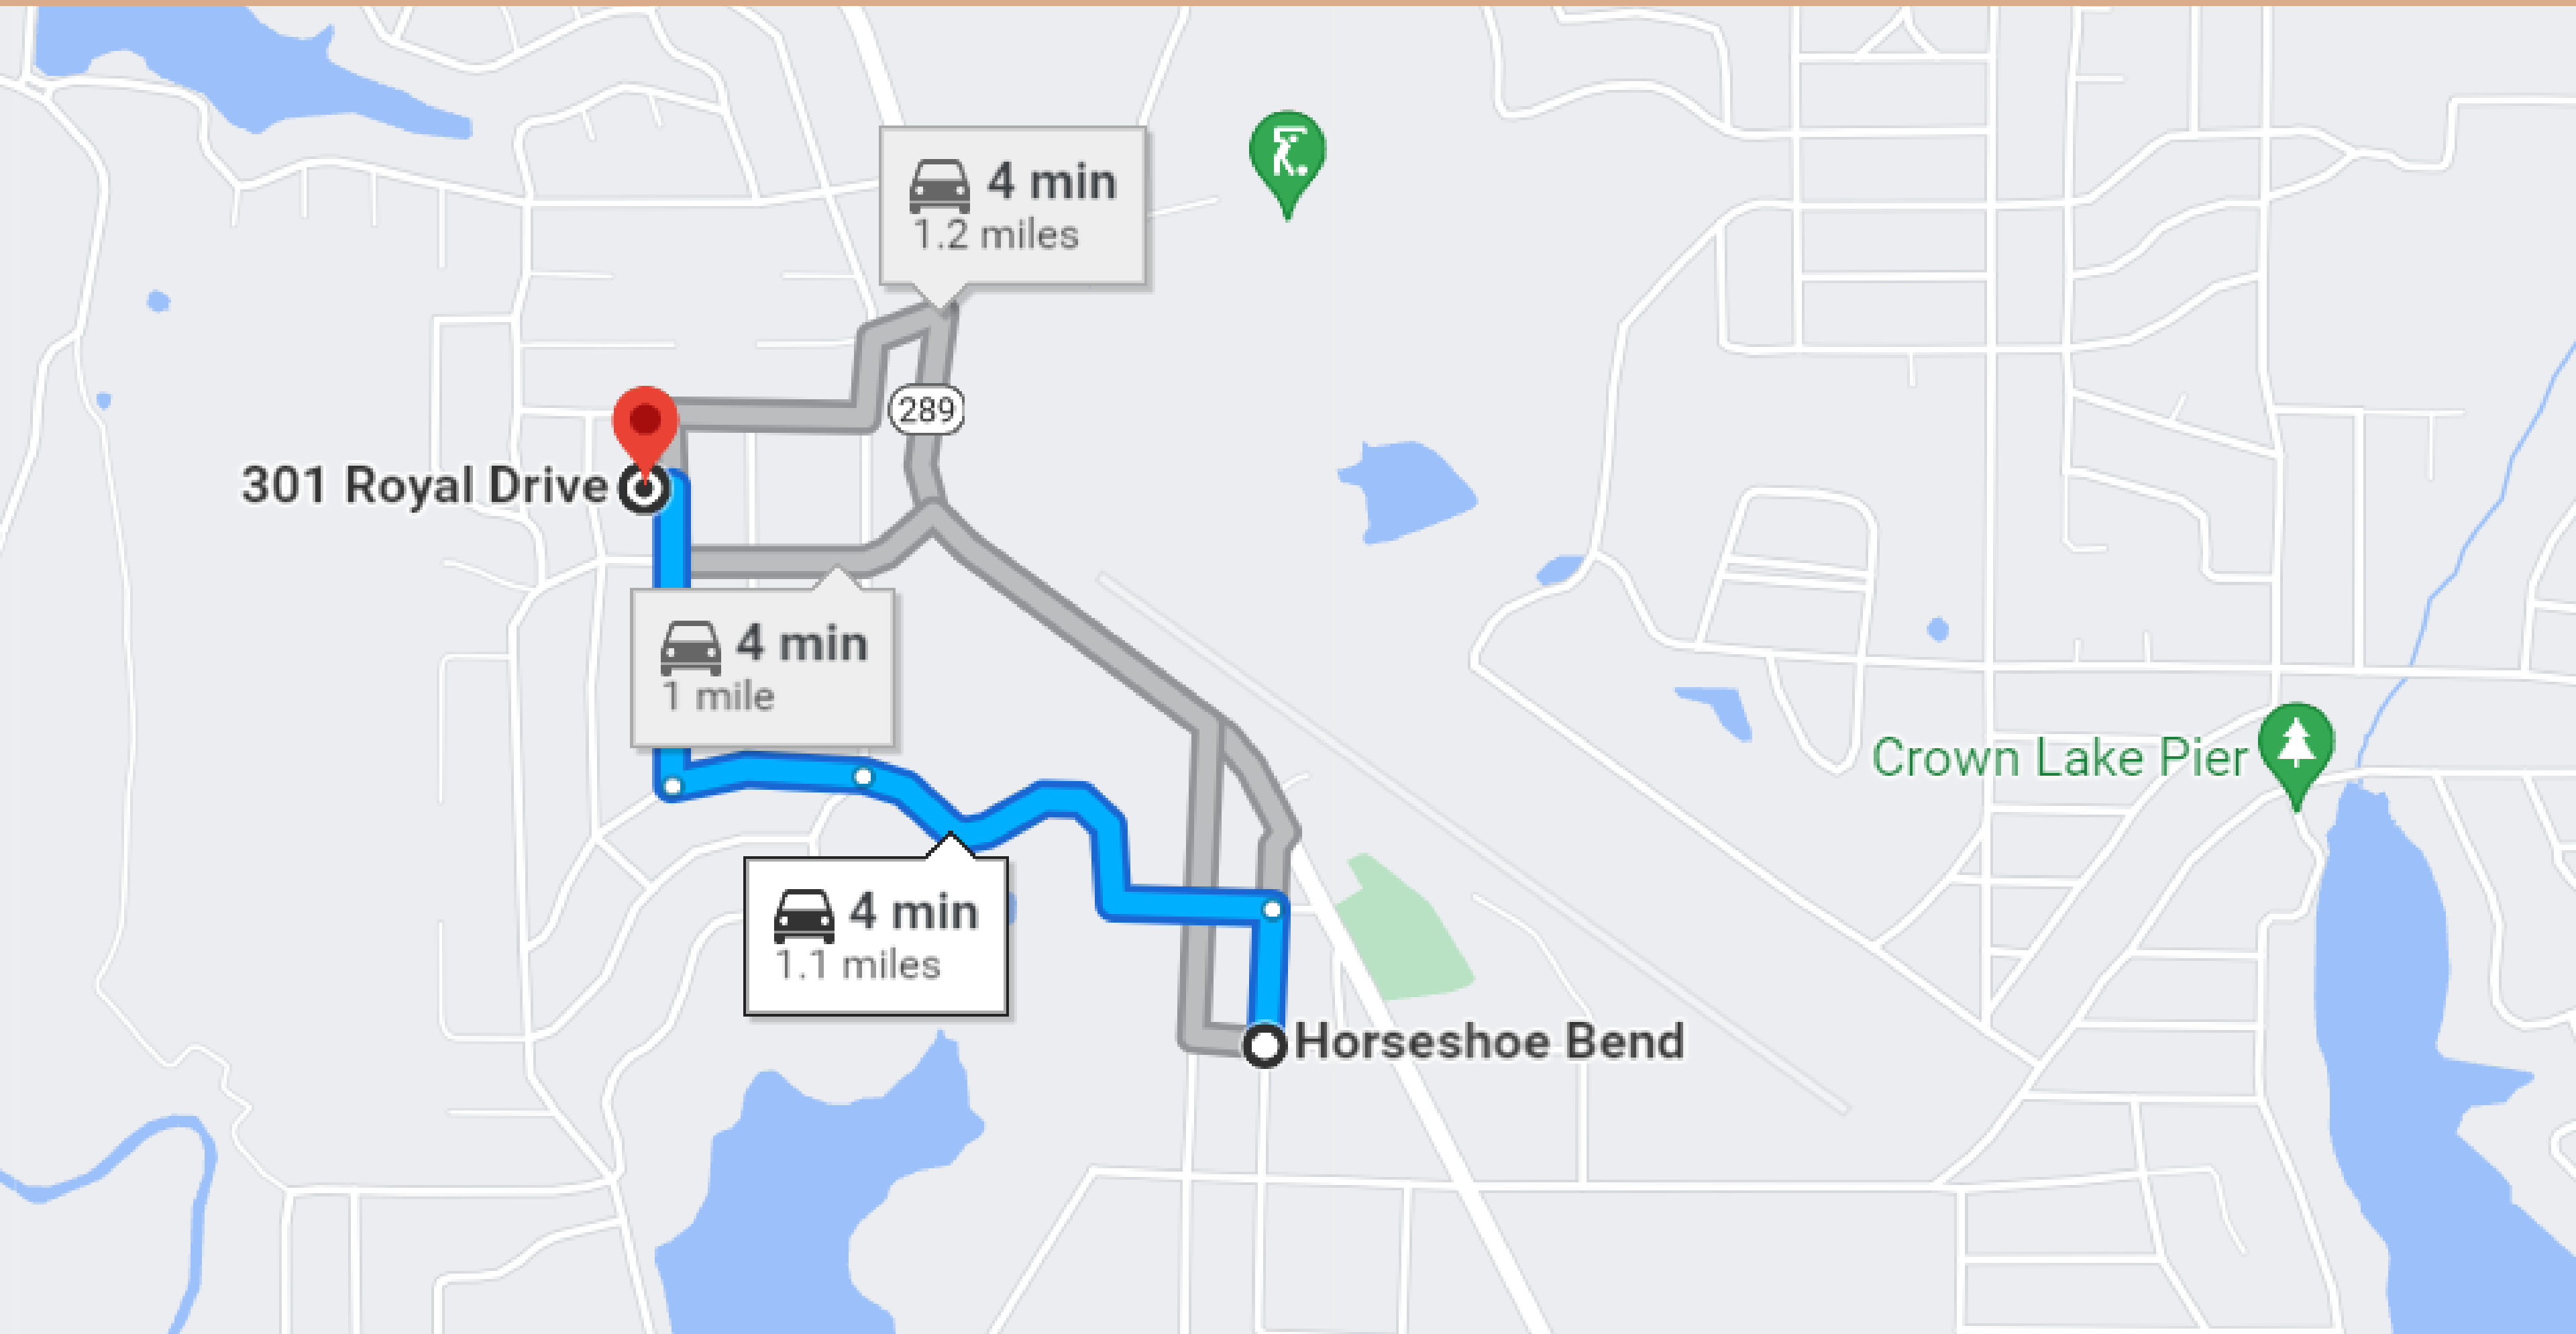 4 min
1.2 miles
289
301 Royal Drive
4 min
1 mile
Crown Lake Pier
4 min
1.1 miles
Horseshoe Bend